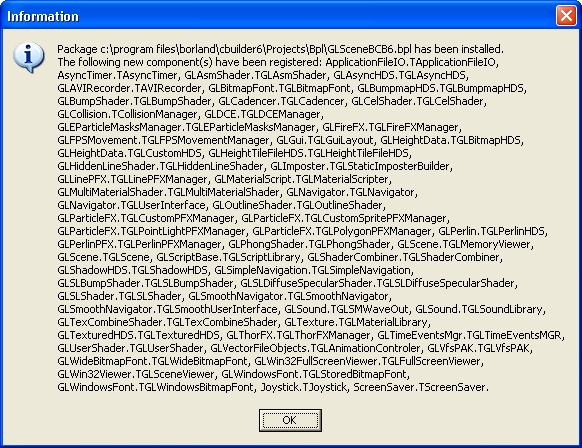 Information
Package c:\program files\borland\cbuilder6\Projects\Bpl\GLSceneBCB6.bpl has been installed.
The following new component(s) have been registered: ApplicationFileIO.TApplicationFileIO,
AsyncTimer.TAsyncTimer, GLAsmShader.TGLAsmShader, GLAsyncHDS.TGLAsyncHDS,
GLAVIRecorder.TAVIRecorder, GLBitmapFont.TGLBitmapFont, GLBumpmapHDS.TGLBumpmapHDS,
GLBumpShader.TGLBumpShader, GLCadencer.TGLCadencer, GLCelShader.TGLCelShader,
GLCollision.TCollisionManager, GLDCE.TGLDCEManager,
GLEParticleMasksManager.TGLEParticleMasksManager, GLFireFX.TGLFireFXManager,
GLFPSMovement.TGLFPSMovementManager, GLGui.TGLGuiLayout, GLHeightData.TGLBitmapHDS,
GLHeightData.TGLCustomHDS, GLHeightTileFileHDS.TGLHeightTileFileHDS,
GLHiddenLineShader.TGLHiddenLineShader, GLImposter.TGLStaticImposterBuilder,
GLLinePFX.TGLLinePFXManager, GLMaterialScript.TGLMaterialScripter,
GLMultiMaterialShader.TGLMultiMaterialShader, GLNavigator.TGLNavigator,
GLNavigator.TGLUserInterface, GLOutlineShader.TGLOutlineShader,
GLParticleFX.TGLCustomPFXManager, GLParticleFX.TGLCustomSpritePFXManager,
GLParticleFX.TGLPointLightPFXManager, GLParticleFX.TGLPolygonPFXManager, GLPerlin.TGLPerlinHDS,
GLPerlinPFX.TGLPerlinPFXManager, GLPhongShader.TGLPhongShader, GLScene.TGLMemoryViewer,
GLScene.TGLScene, GLScriptBase.TGLScriptLibrary, GLShaderCombiner.TGLShaderCombiner,
GLShadowHDS.TGLShadowHDS, GLSimpleNavigation.TGLSimpleNavigation,
GLSLBumpShader.TGLSLBumpShader, GLSLDiffuseSpecularShader.TGLSLDiffuseSpecularShader,
GLSLShader.TGLSLShader, GLSmoothNavigator.TGLSmoothNavigator,
GLSmoothNavigator.TGLSmoothUserInterface, GLSound.TGLSMWaveOut, GLSound.TGLSoundLibrary,
GLTexCombineShader.TGLTexCombineShader, GLTexture.TGLMaterialLibrary,
GLTexturedHDS.TGLTexturedHDS, GLThorFX.TGLThorFXManager, GLTimeEventsMgr.TGLTimeEventsMGR,
GLUserShader.TGLUserShader, GLVectorFileObjects.TGLAnimationControler, GLVfsPAK.TGLVfsPAK,
GLWideBitmapFont.TGLWideBitmapFont, GLWin32FullScreenViewer.TGLFullScreenViewer,
GLWin32Viewer.TGLSceneViewer, GLWindowsFont.TGLStoredBitmapFont,
GLWindowsFont.TGLWindowsBitmapFont, Joystick.TJoystick, ScreenSaver.TScreenSaver.
OK